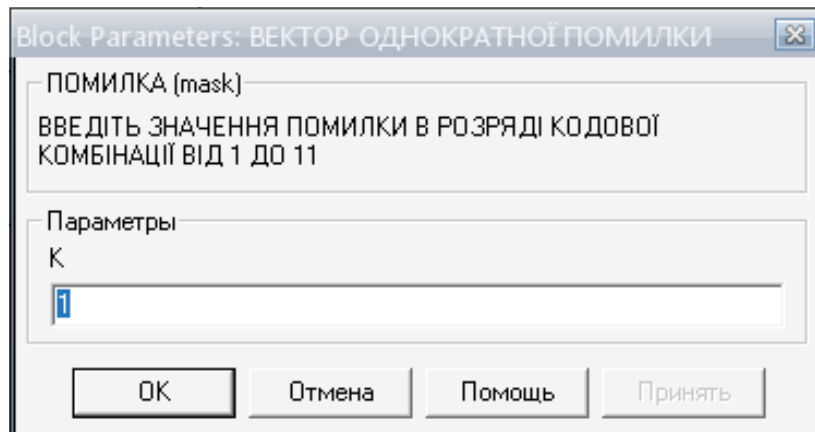 Block Parameters: ВЕКТОР ОДНОКРАТНОЇ ПОМИЛКИ
ПОМИЛКА (mask)
ВВЕДІТЬ ЗНАЧЕННЯ ПОМИЛКИ В РОЗРЯДІ КОДОВОЇ
КОМБІНАЦІЇ ВІД 1 ДО 11
Параметры
К
1
OK Отмена Помощь Принять